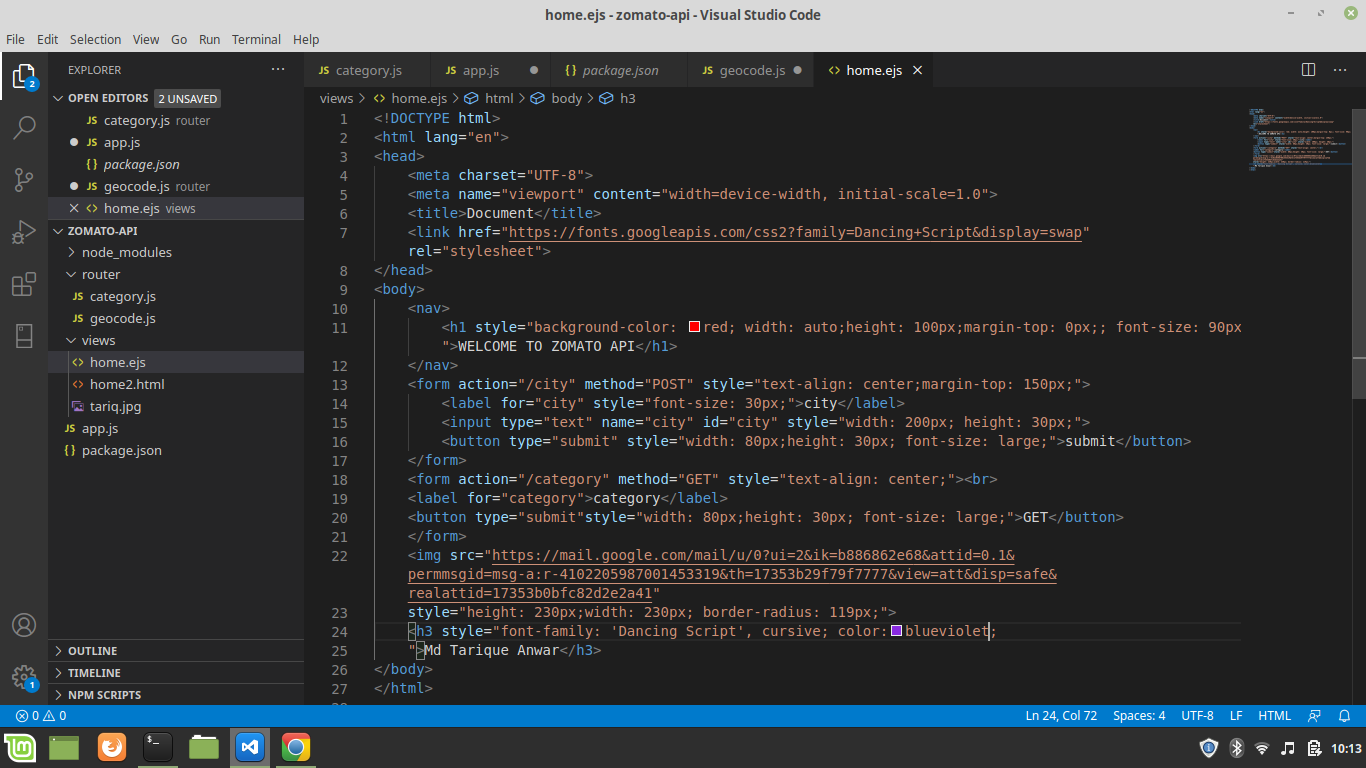 home.ejs - zomato-api - Visual Studio Code
File Edit Selection View Go Run Terminal Help
EXPLORER ···
OPEN EDITORS 2 UNSAVED
JS category.js router
JS app.js
{} package.json
JS geocode.js router
<> home.ejs views
ZOMATO-API
node_modules
router
JS category.js
JS geocode.js
views
<> home.ejs
<> home2.html
tariq.jpg
JS app.js
{} package.json
OUTLINE
TIMELINE
NPM SCRIPTS
2
1
JS category.js JS app.js {} package.json JS geocode.js <> home.ejs
views > <> home.ejs > html > body > h3
1 <!DOCTYPE html>
2 <html lang="en">
3 <head>
4 <meta charset="UTF-8">
5 <meta name="viewport" content="width=device-width, initial-scale=1.0">
6 <title>Document</title>
7 <link href="https://fonts.googleapis.com/css2?family=Dancing+Script&display=swap"
rel="stylesheet">
8 </head>
9 <body>
10 <nav>
11 <h1 style="background-color: red; width: auto;height: 100px;margin-top: 0px;; font-size: 90px
">WELCOME TO ZOMATO API</h1>
12 </nav>
13 <form action="/city" method="POST" style="text-align: center;margin-top: 150px;">
14 <label for="city" style="font-size: 30px;">city</label>
15 <input type="text" name="city" id="city" style="width: 200px; height: 30px;">
16 <button type="submit" style="width: 80px;height: 30px; font-size: large;">submit</button>
17 </form>
18 <form action="/category" method="GET" style="text-align: center;"><br>
19 <label for="category">category</label>
20 <button type="submit"style="width: 80px;height: 30px; font-size: large;">GET</button>
21 </form>
22 <img src="https://mail.google.com/mail/u/0?ui=2&ik=b886862e68&attid=0.1&
permmsgid=msg-a:r-4102205987001453319&th=17353b29f79f7777&view=att&disp=safe&
realattid=17353b0bfc82d2e2a41"
23 style="height: 230px;width: 230px; border-radius: 119px;">
24 <h3 style="font-family: 'Dancing Script', cursive; color: blueviolet;
25 ">Md Tarique Anwar</h3>
26 </body>
27 </html>
0 0 Ln 24, Col 72 Spaces: 4 UTF-8 LF HTML
10:13